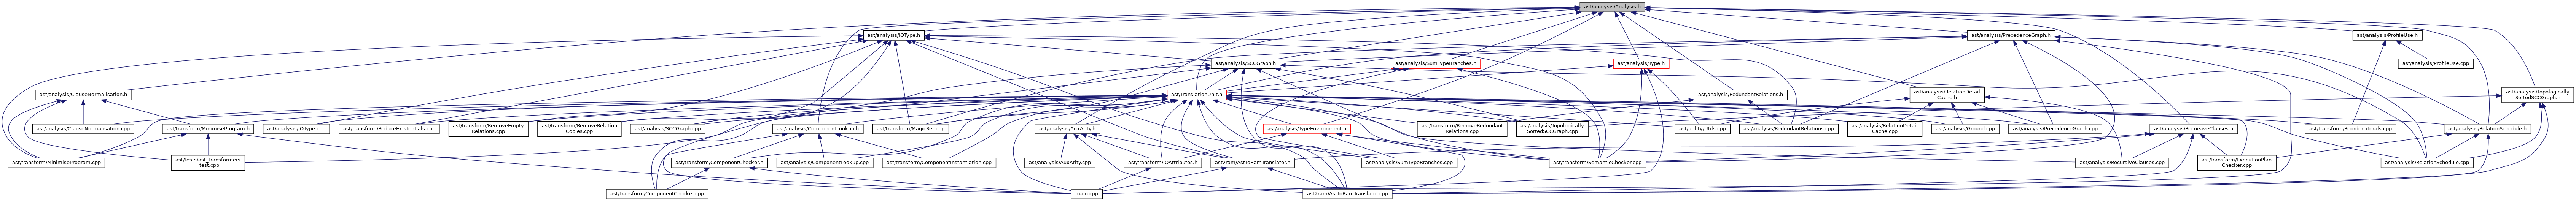 ast/analysis/Analysis.h
ast/analysis/IOType.h
ast/analysis/PrecedenceGraph.h
ast/analysis/ProfileUse.h
ast/analysis/SCCGraph.h
ast/analysis/SumTypeBranches.h
ast/analysis/Type.h
ast/analysis/ProfileUse.cpp
ast/analysis/ClauseNormalisation.h
ast/TranslationUnit.h
ast/analysis/RedundantRelations.h
ast/analysis/RelationDetail
Cache.h
ast/analysis/Topologically
SortedSCCGraph.h
ast/analysis/ClauseNormalisation.cpp
ast/transform/MinimiseProgram.h
ast/analysis/IOType.cpp
ast/transform/ReduceExistentials.cpp
ast/transform/RemoveEmpty
Relations.cpp
ast/transform/RemoveRelation
Copies.cpp
ast/analysis/SCCGraph.cpp
ast/analysis/ComponentLookup.h
ast/transform/MagicSet.cpp
ast/analysis/AuxArity.h
ast/analysis/TypeEnvironment.h
ast/transform/RemoveRedundant
Relations.cpp
ast/analysis/Topologically
SortedSCCGraph.cpp
ast/utility/Utils.cpp
ast/analysis/RedundantRelations.cpp
ast/analysis/RelationDetail
Cache.cpp
ast/analysis/Ground.cpp
ast/analysis/PrecedenceGraph.cpp
ast/analysis/RecursiveClauses.h
ast/transform/ReorderLiterals.cpp
ast/analysis/RelationSchedule.h
ast/transform/MinimiseProgram.cpp
ast/tests/ast_transformers
_test.cpp
ast/transform/ComponentChecker.h
ast/analysis/ComponentLookup.cpp
ast/transform/ComponentInstantiation.cpp
ast/analysis/AuxArity.cpp
ast/transform/IOAttributes.h
ast2ram/AstToRamTranslator.h
ast/analysis/SumTypeBranches.cpp
ast/transform/SemanticChecker.cpp
ast/analysis/RecursiveClauses.cpp
ast/transform/ExecutionPlan
Checker.cpp
ast/analysis/RelationSchedule.cpp
ast/transform/ComponentChecker.cpp
main.cpp
ast2ram/AstToRamTranslator.cpp